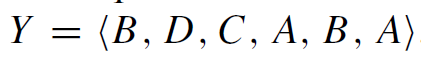 Y = ⟨B, D, C, A, B, A⟩